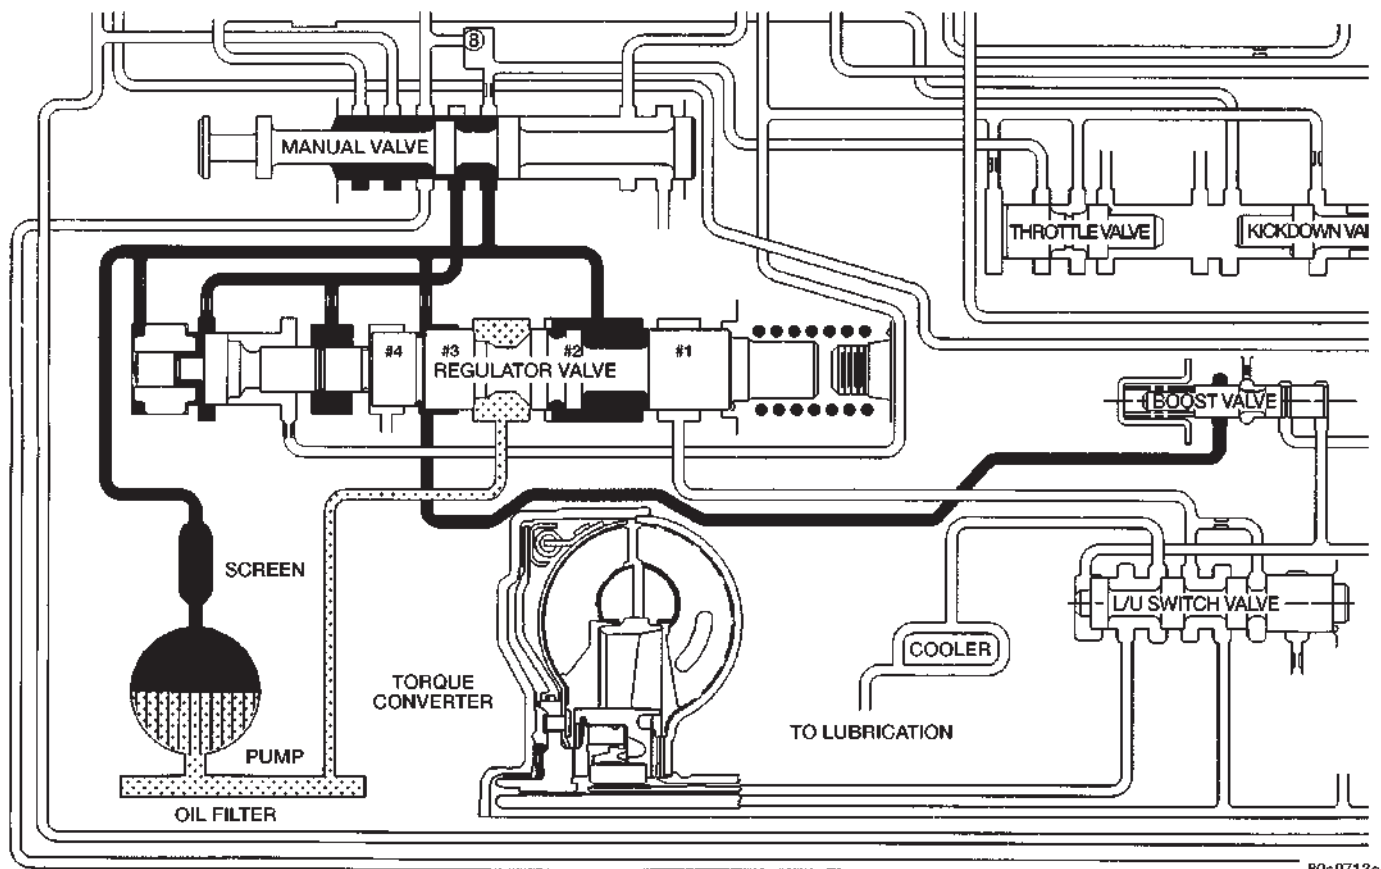 8
MANUAL VALVE
THROTTLE VALVE
KICKDOWN VAL
#4
#3
#2
#1
REGULATOR VALVE
BOOST VALVE
SCREEN
L/U SWITCH VALVE
COOLER
TORQUE
CONVERTER
TO LUBRICATION
PUMP
OIL FILTER